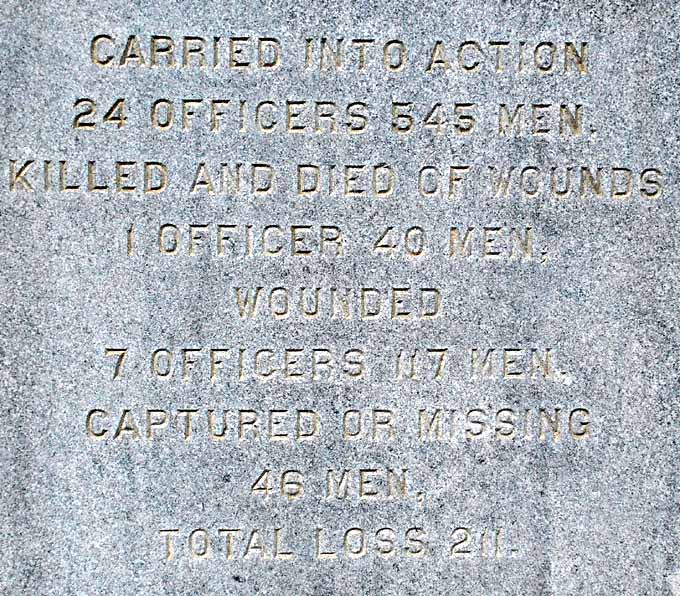 CARRIED INTO ACTION
24 OFFICERS 545 MEN.
KILLED AND DIED OF WOUNDS
1 OFFICER 40 MEN,
WOUNDED
7 OFFICERS 117 MEN.
CAPTURED OR MISSING
46 MEN,
TOTAL LOSS 211.